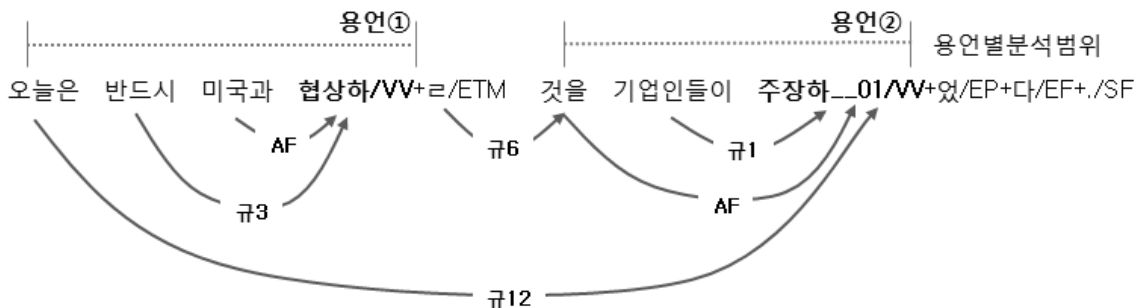 용언① 용언②
용언별분석범위
오늘은 반드시 미국과 협상하/VV+ㄹ/ETM 것을 기업인들이 주장하__01/VV+었/EP+다/EF+./SF
AF 규6 규1
규3 AF
규12